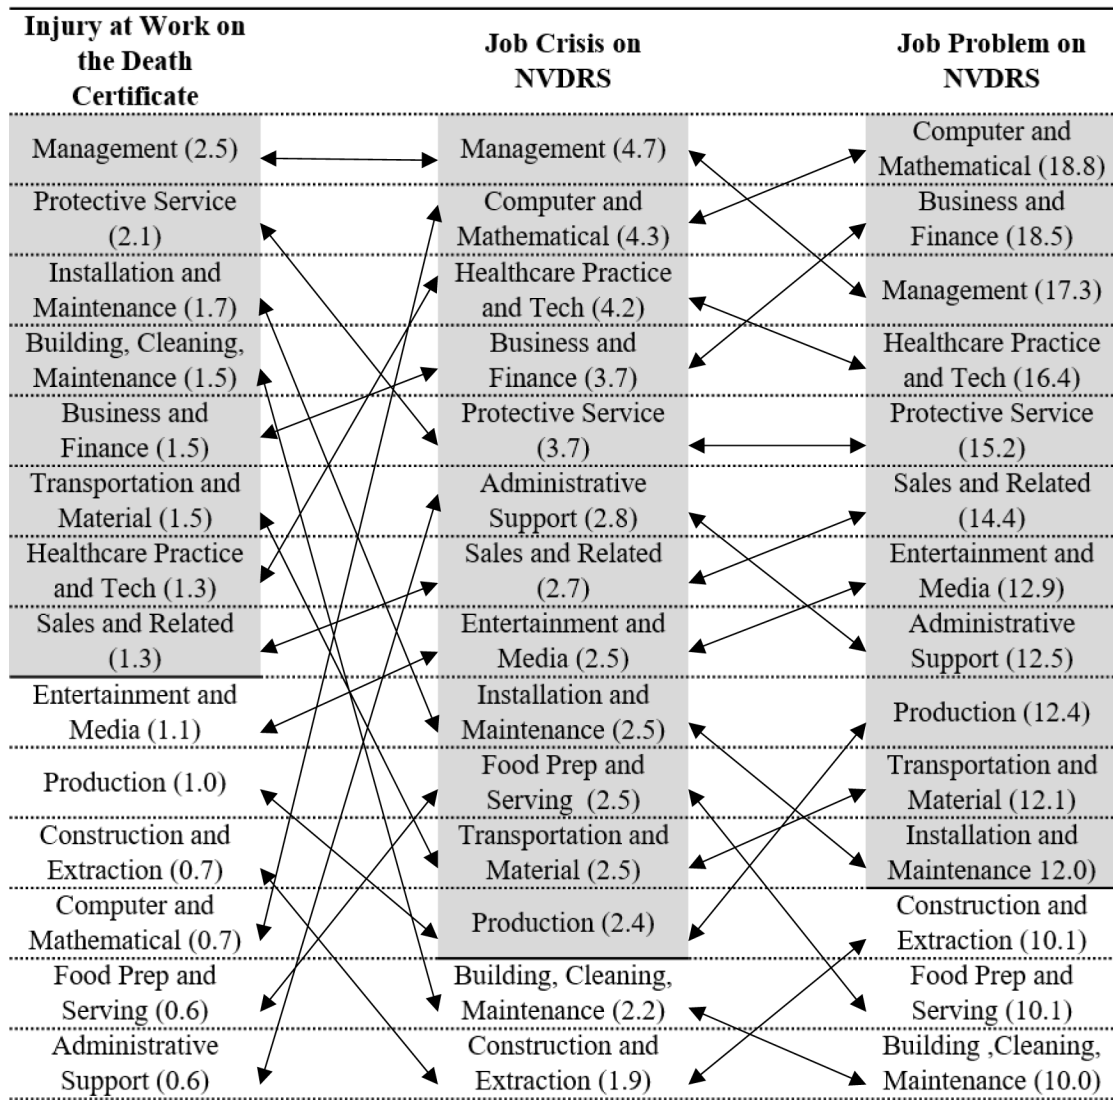 Injury at Work on
the Death
Certificate
Job Crisis on
NVDRS
Job Problem on
NVDRS
Management (2.5)
Management (4.7)
Computer and
Mathematical (18.8)
Protective Service
(2.1)
Computer and
Mathematical (4.3)
Business and
Finance (18.5)
Installation and
Maintenance (1.7)
Healthcare Practice
and Tech (4.2)
Management (17.3)
Building, Cleaning,
Maintenance (1.5)
Business and
Finance (3.7)
Healthcare Practice
and Tech (16.4)
Business and
Finance (1.5)
Protective Service
(3.7)
Protective Service
(15.2)
Transportation and
Material (1.5)
Administrative
Support (2.8)
Sales and Related
(14.4)
Healthcare Practice
and Tech (1.3)
Sales and Related
(2.7)
Entertainment and
Media (12.9)
Sales and Related
(1.3)
Entertainment and
Media (2.5)
Administrative
Support (12.5)
Entertainment and
Media (1.1)
Installation and
Maintenance (2.5)
Production (12.4)
Production (1.0)
Food Prep and
Serving (2.5)
Transportation and
Material (12.1)
Construction and
Extraction (0.7)
Transportation and
Material (2.5)
Installation and
Maintenance 12.0)
Computer and
Mathematical (0.7)
Production (2.4)
Construction and
Extraction (10.1)
Food Prep and
Serving (0.6)
Building, Cleaning,
Maintenance (2.2)
Food Prep and
Serving (10.1)
Administrative
Support (0.6)
Construction and
Extraction (1.9)
Building ,Cleaning,
Maintenance (10.0)